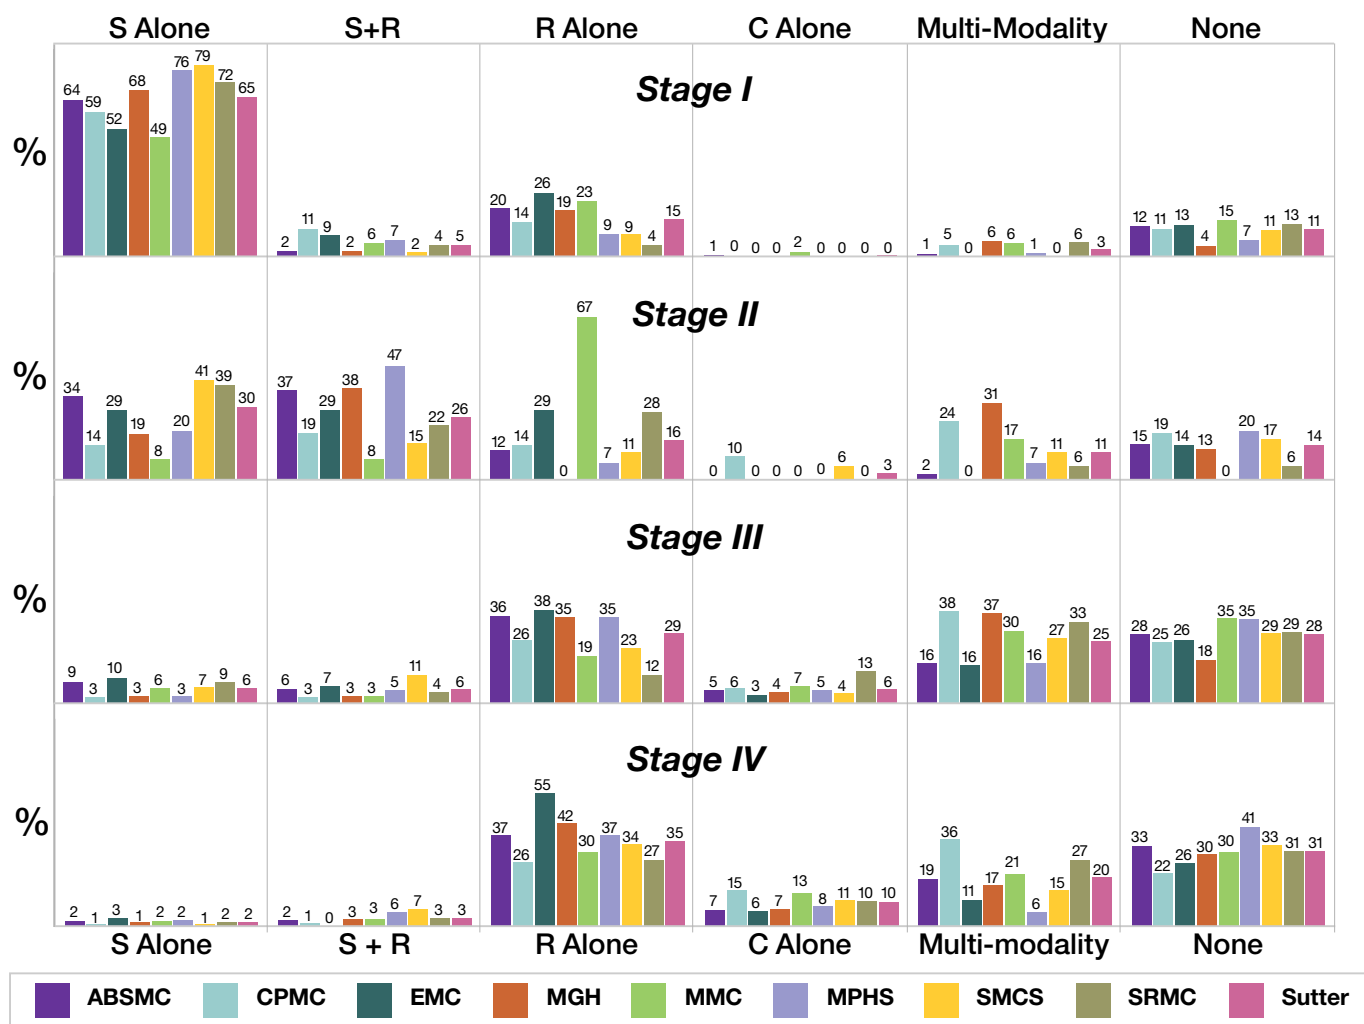 S Alone S+R R Alone C Alone Multi-Modality None
Stage I
%
64 59 52 68 49 76 79 72 65
2 11 9 2 6 7 2 4 5
20 14 26 19 23 9 9 4 15
1 0 0 0 2 0 0 0 0
1 5 0 6 6 1 0 6 3
12 11 13 4 15 7 11 13 11
Stage II
%
34 14 29 19 8 20 41 39 30
37 19 29 38 8 47 15 22 26
12 14 29 0 67 7 11 28 16
0 10 0 0 0 0 6 0 3
2 24 0 31 17 7 11 6 11
15 19 14 13 0 20 17 6 14
Stage III
%
9 3 10 3 6 3 7 9 6
6 3 7 3 3 5 11 4 6
36 26 38 35 19 35 23 12 29
5 6 3 4 7 5 4 13 6
16 38 16 37 30 16 27 33 25
28 25 26 18 35 35 29 29 28
Stage IV
%
2 1 3 1 2 2 1 2 2
2 1 0 3 3 6 7 3 3
37 26 55 42 30 37 34 27 35
7 15 6 7 13 8 11 10 10
19 36 11 17 21 6 15 27 20
33 22 26 30 30 41 33 31 31
S Alone S + R R Alone C Alone Multi-modality None
ABSMC CPMC EMC MGH MMC MPHS SMCS SRMC Sutter